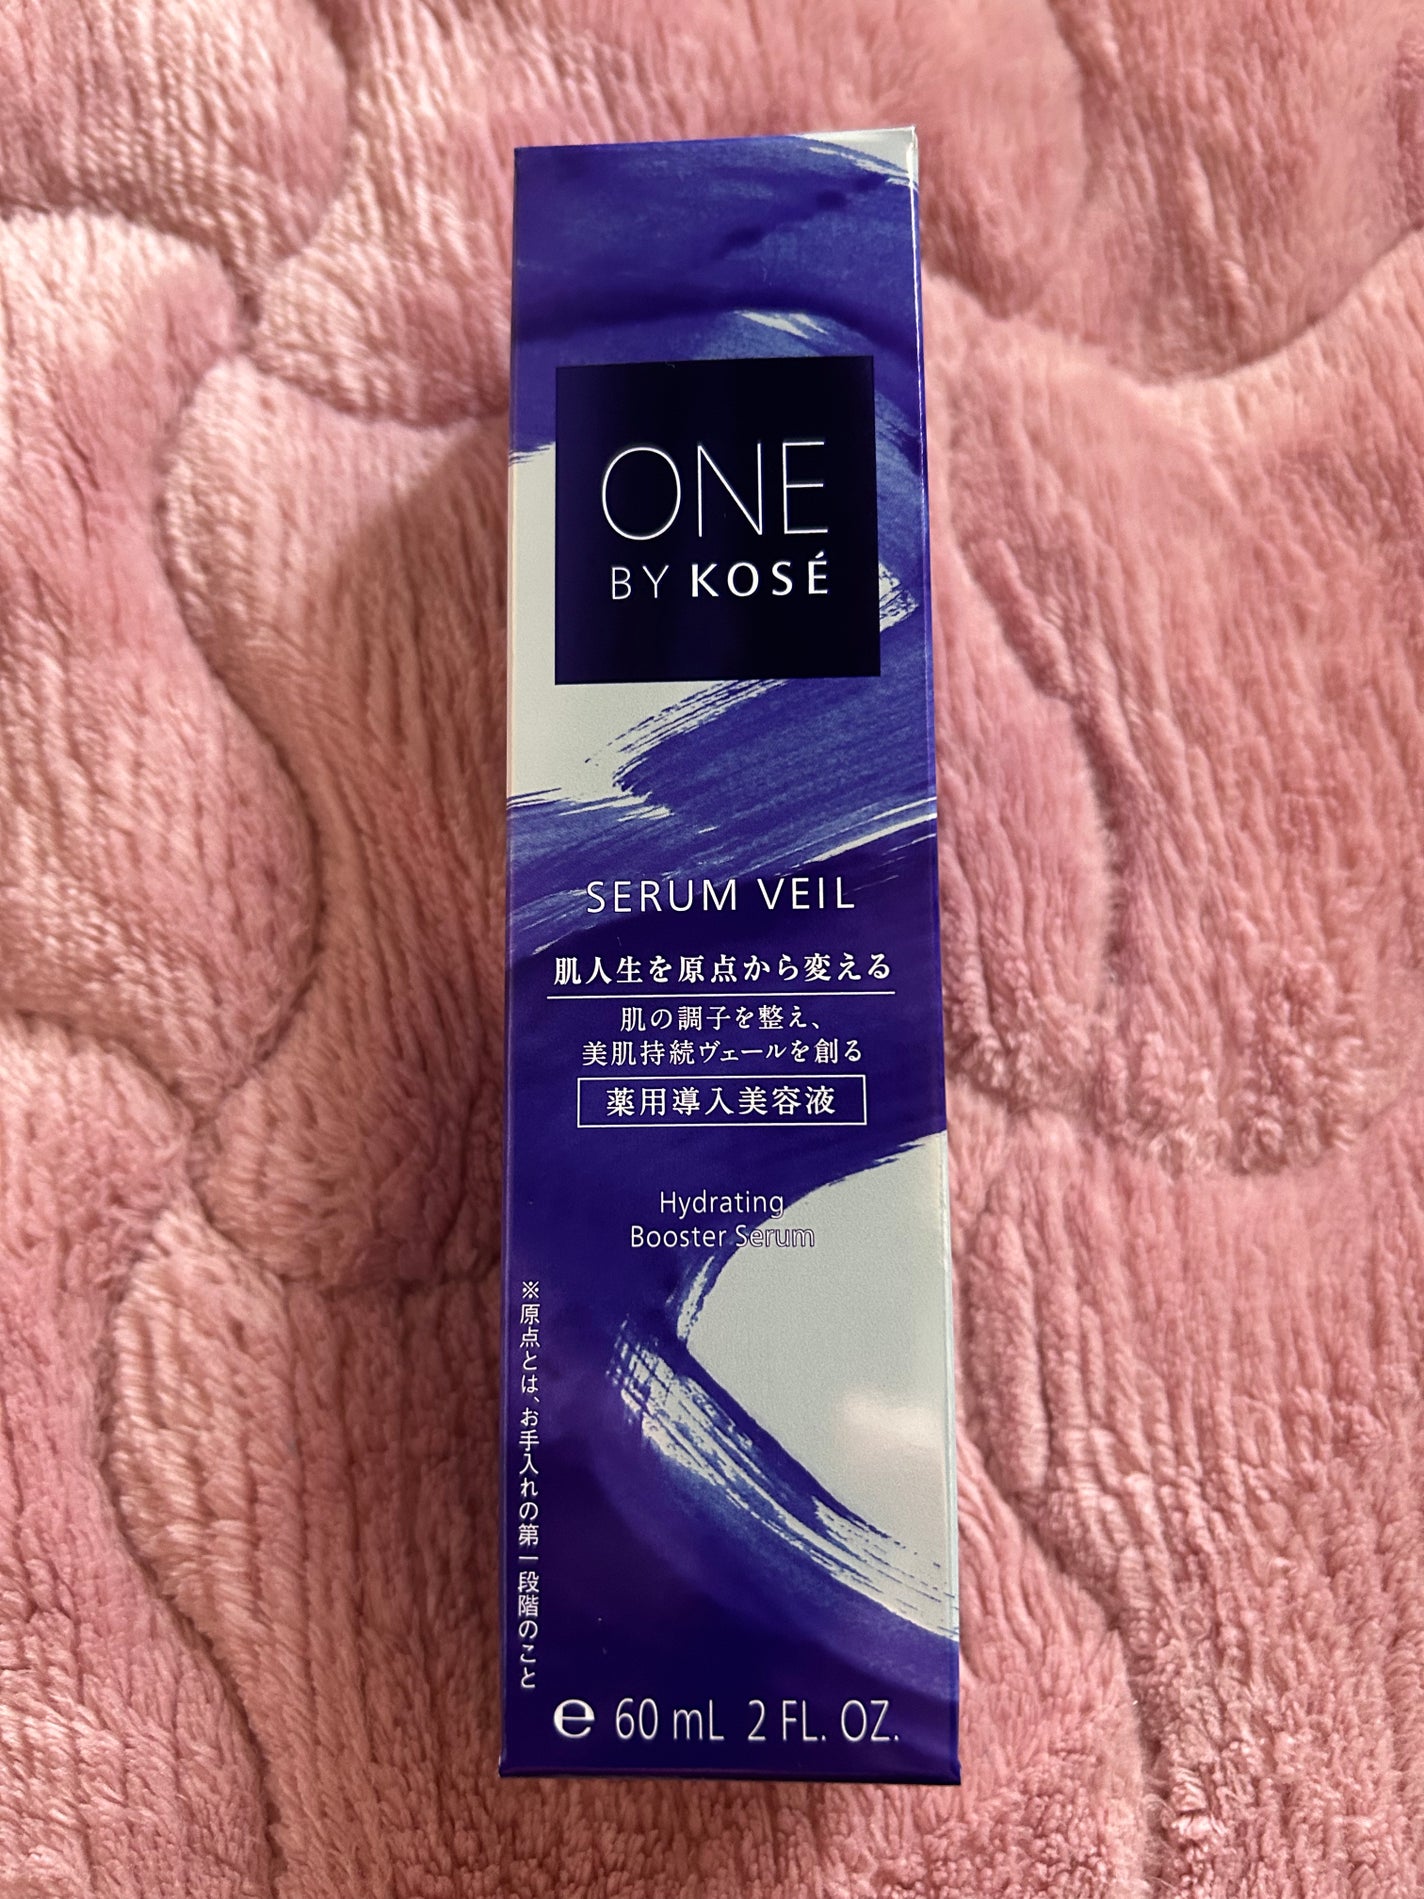 ONE
BY KOSÉ
SERUM VEIL
肌人生を原点から変える
肌の調子を整え、
美肌持続ヴェールを創る
薬用導入美容液
Hydrating
Booster Serum
※原点とは、お手入れの第一段階のこと
℮ 60 mL 2 FL. OZ.